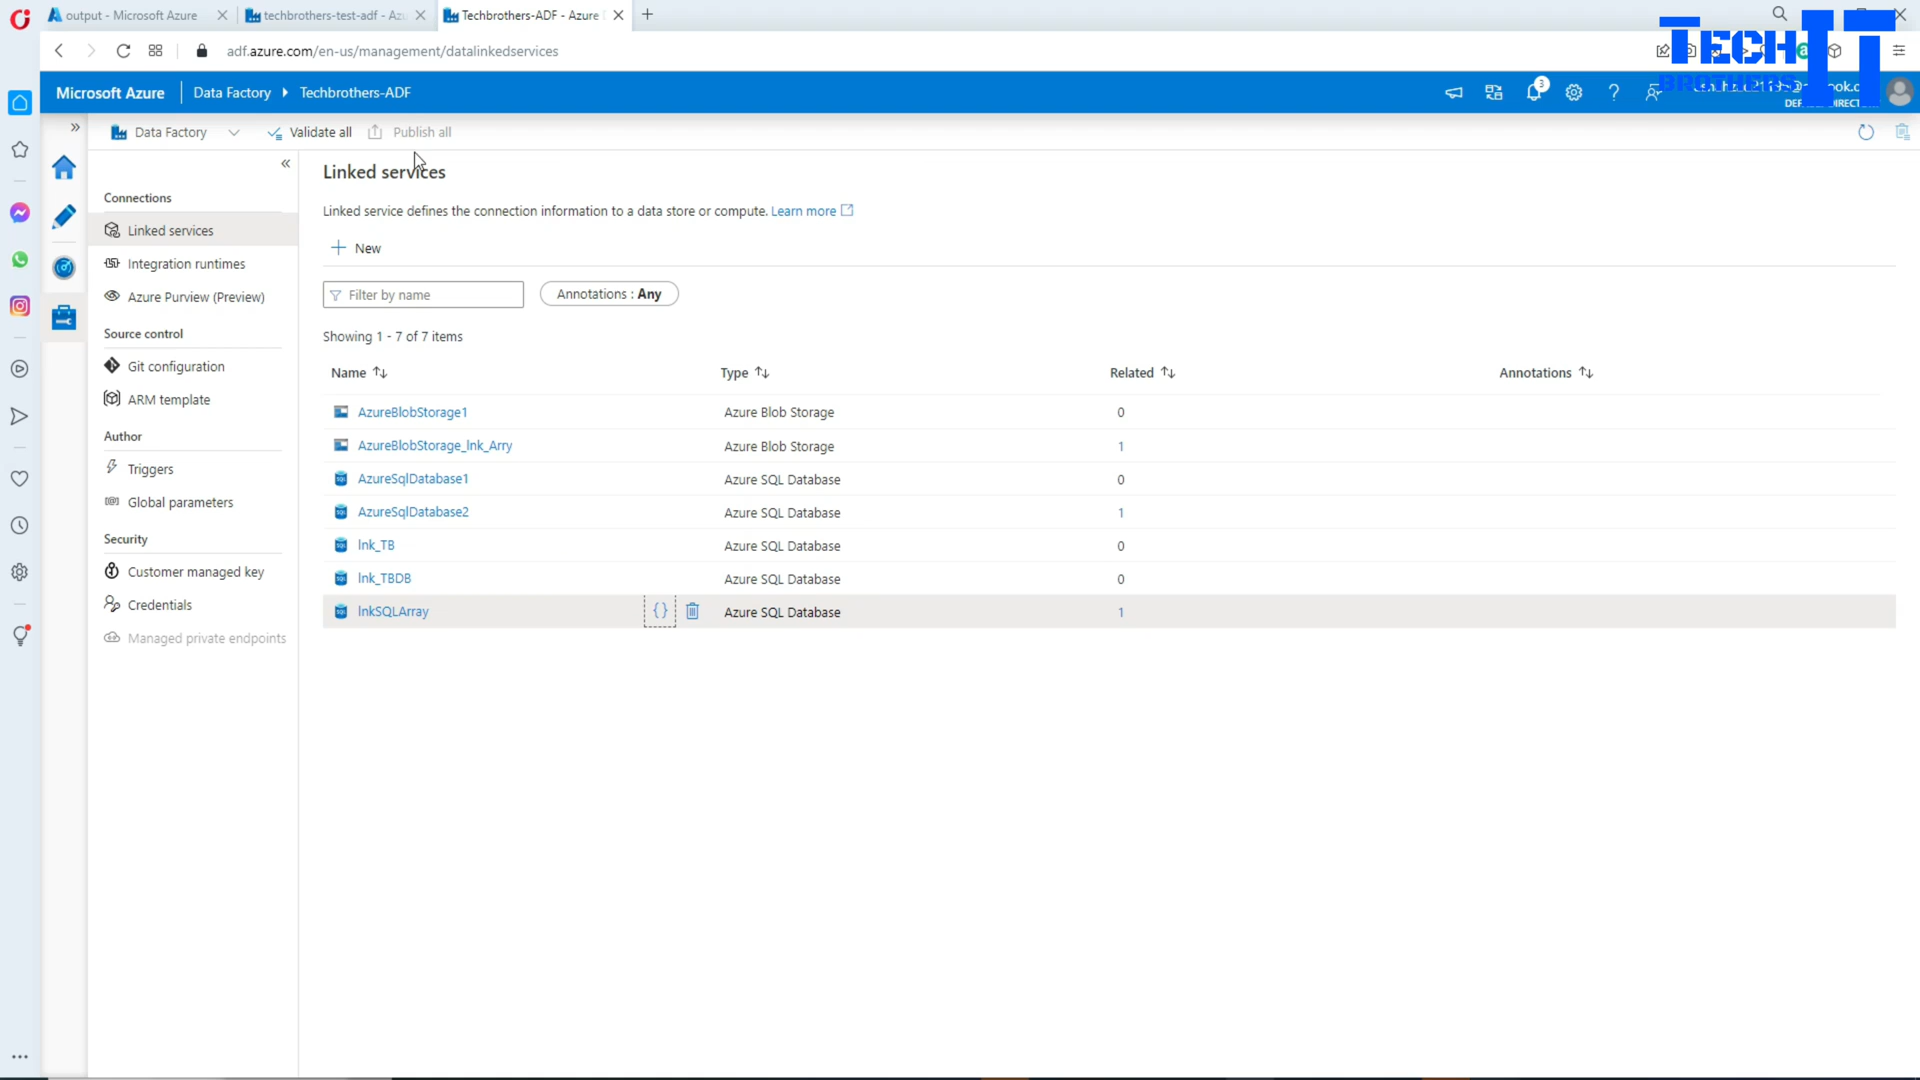 output - Microsoft Azure
techbrothers-test-adf - Az
Techbrothers-ADF - Azure
adf.azure.com/en-us/management/datalinkedservices
TECH IT
BROTHERS
Microsoft Azure
Data Factory
Techbrothers-ADF
3
Data Factory
Validate all
Publish all
Linked services
Connections
Linked services
Integration runtimes
Azure Purview (Preview)
Source control
Git configuration
ARM template
Author
Triggers
Global parameters
Security
Customer managed key
Credentials
Managed private endpoints
Linked service defines the connection information to a data store or compute. Learn more
New
Filter by name
Annotations : Any
Showing 1 - 7 of 7 items
Name Type Related Annotations
AzureBlobStorage1 Azure Blob Storage 0
AzureBlobStorage_lnk_Arry Azure Blob Storage 1
AzureSqlDatabase1 Azure SQL Database 0
AzureSqlDatabase2 Azure SQL Database 1
lnk_TB Azure SQL Database 0
lnk_TBDB Azure SQL Database 0
lnkSQLArray {} Azure SQL Database 1